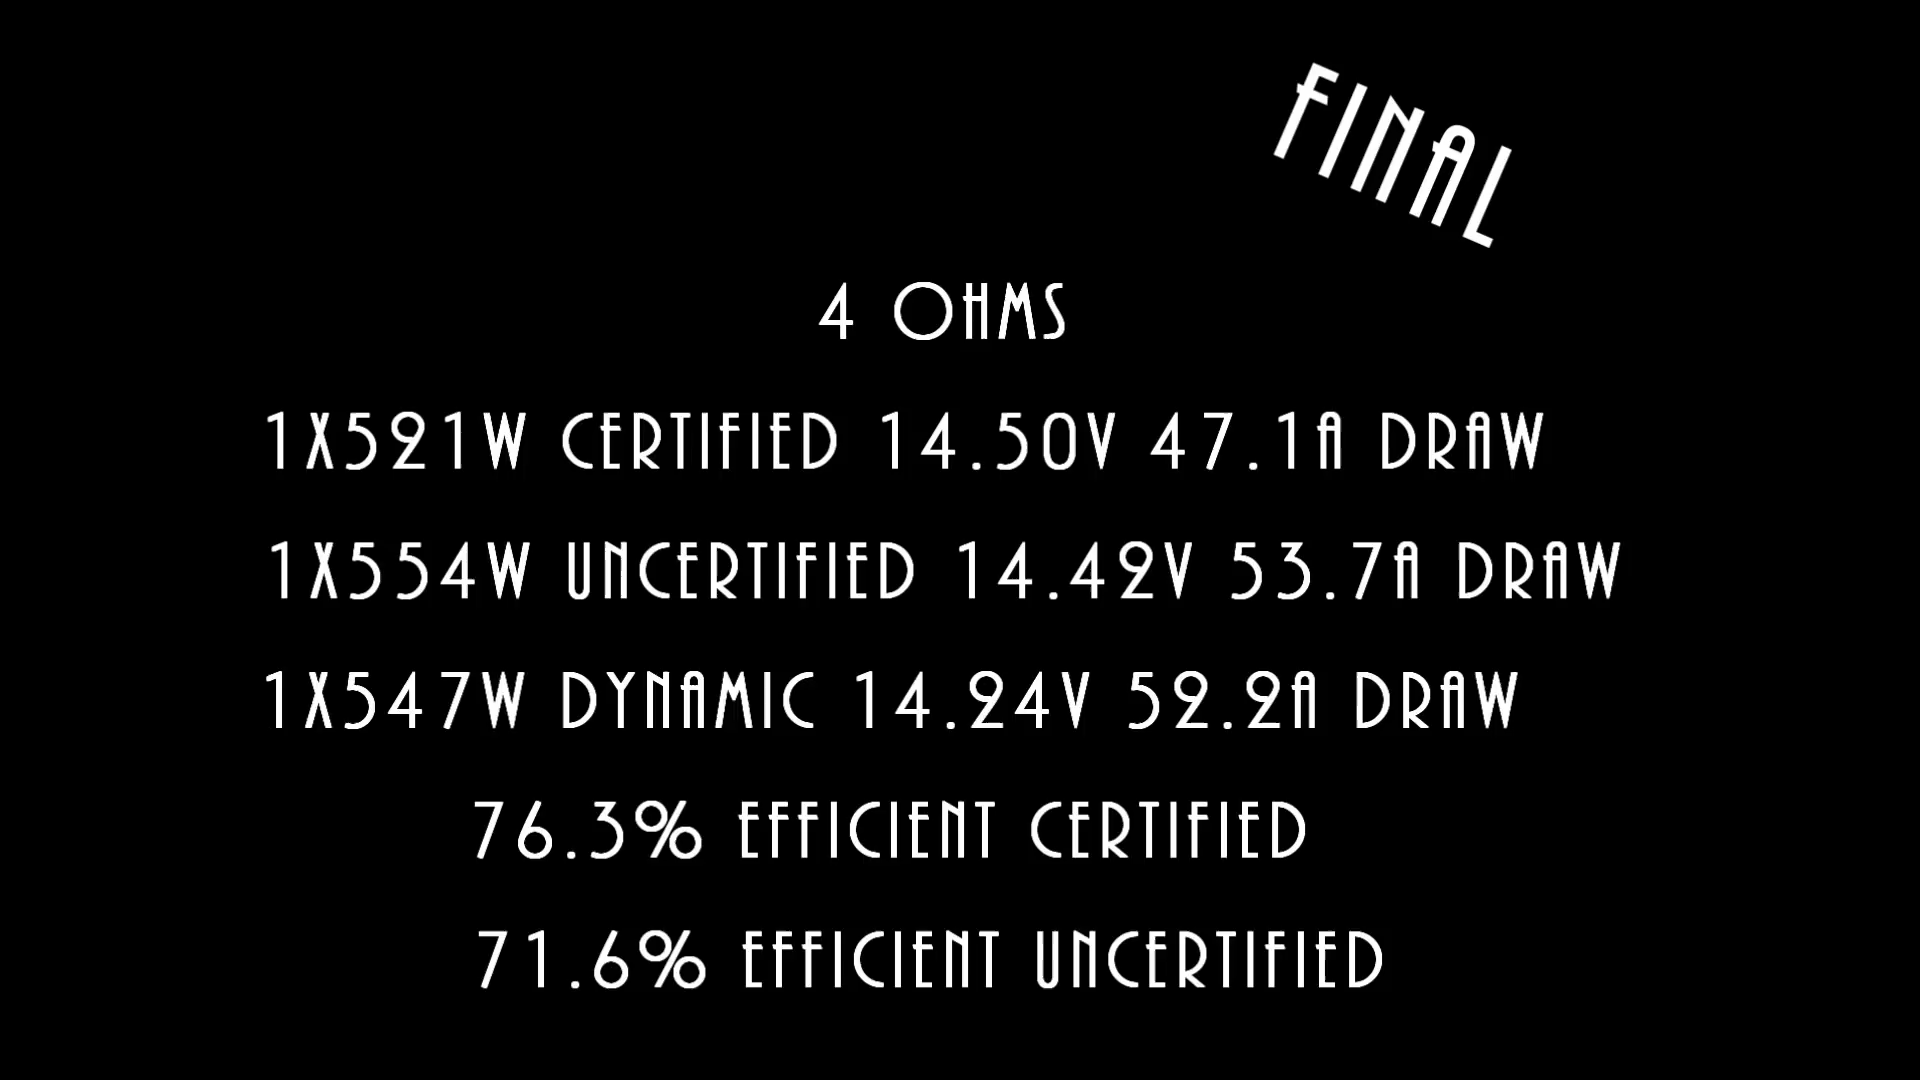 FINAL
4 OHMS
1X521W CERTIFIED 14.50V 47.1A DRAW
1X554W UNCERTIFIED 14.42V 53.7A DRAW
1X547W DYNAMIC 14.24V 52.2A DRAW
76.3% EFFICIENT CERTIFIED
71.6% EFFICIENT UNCERTIFIED